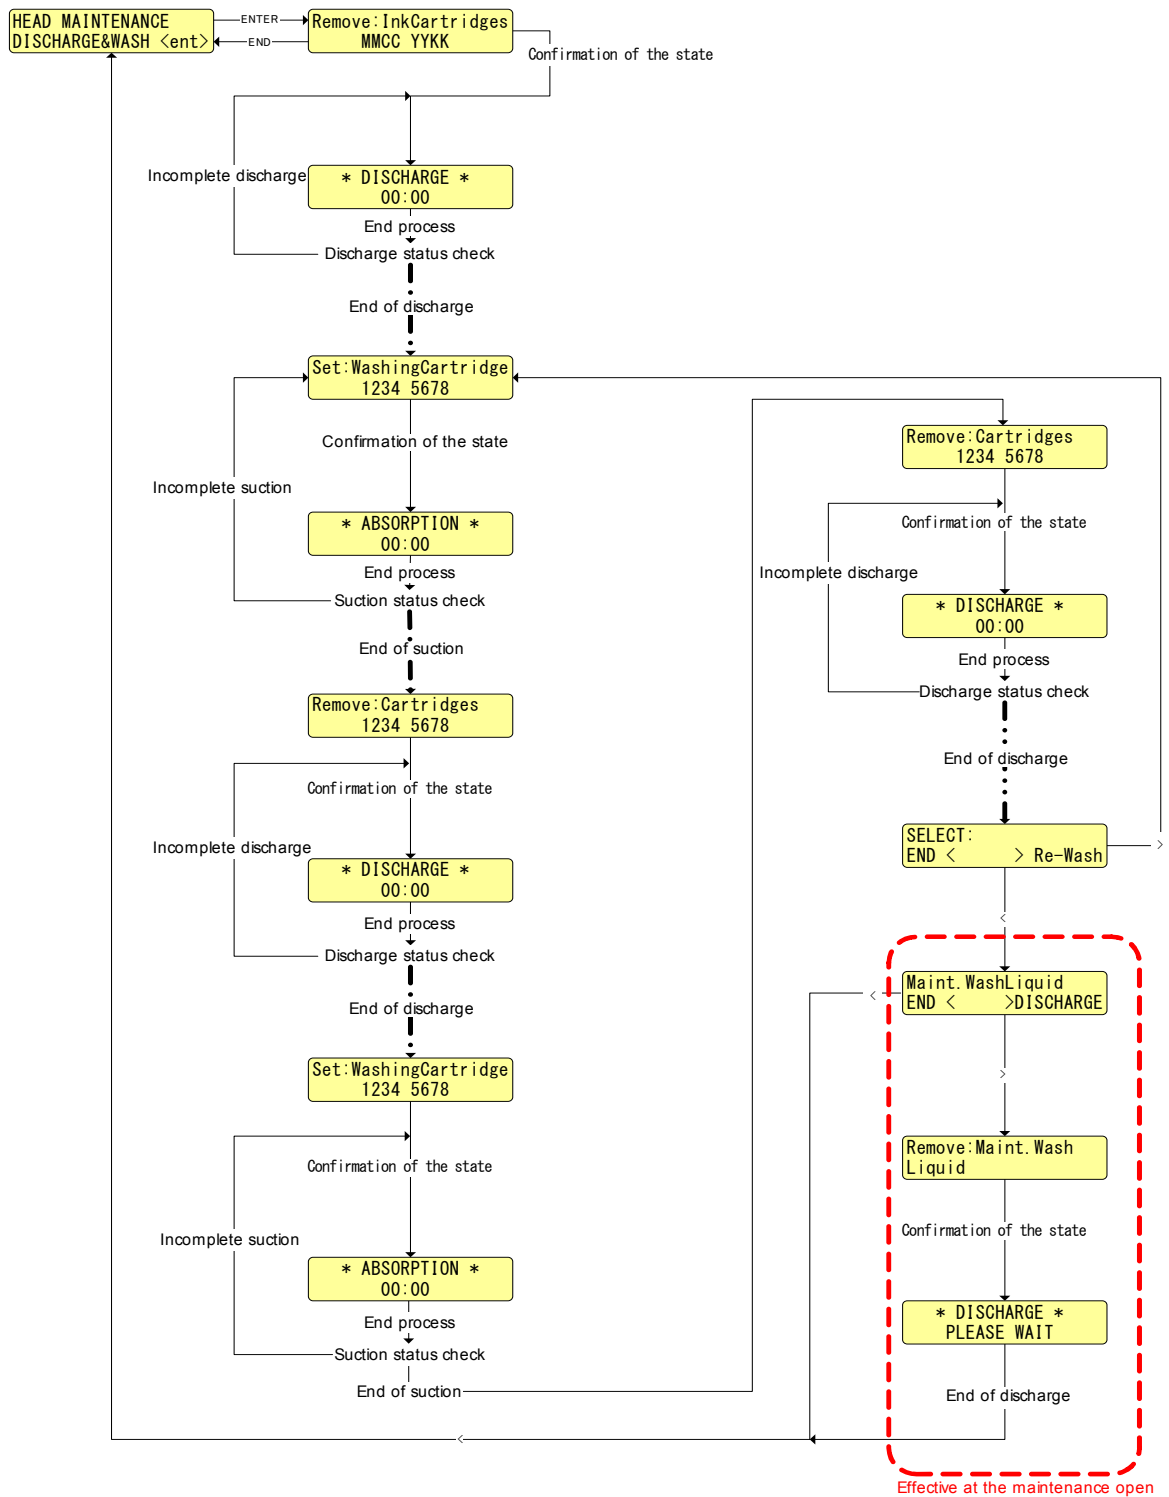 HEAD MAINTENANCE
DISCHARGE&WASH <ent>
ENTER
END
Remove:InkCartridges
MMCC YYKK
Confirmation of the state
Incomplete discharge
* DISCHARGE *
00:00
End process
Discharge status check
End of discharge
Set:WashingCartridge
1234 5678
Confirmation of the state
Incomplete suction
* ABSORPTION *
00:00
End process
Suction status check
End of suction
Remove:Cartridges
1234 5678
Confirmation of the state
Incomplete discharge
* DISCHARGE *
00:00
End process
Discharge status check
End of discharge
Set:WashingCartridge
1234 5678
Confirmation of the state
Incomplete suction
* ABSORPTION *
00:00
End process
Suction status check
End of suction
Remove:Cartridges
1234 5678
Confirmation of the state
Incomplete discharge
* DISCHARGE *
00:00
End process
Discharge status check
End of discharge
SELECT:
END < > Re-Wash
>
<
Maint.WashLiquid
END < >DISCHARGE
<
>
Remove:Maint.Wash
Liquid
Confirmation of the state
* DISCHARGE *
PLEASE WAIT
End of discharge
<
Effective at the maintenance open